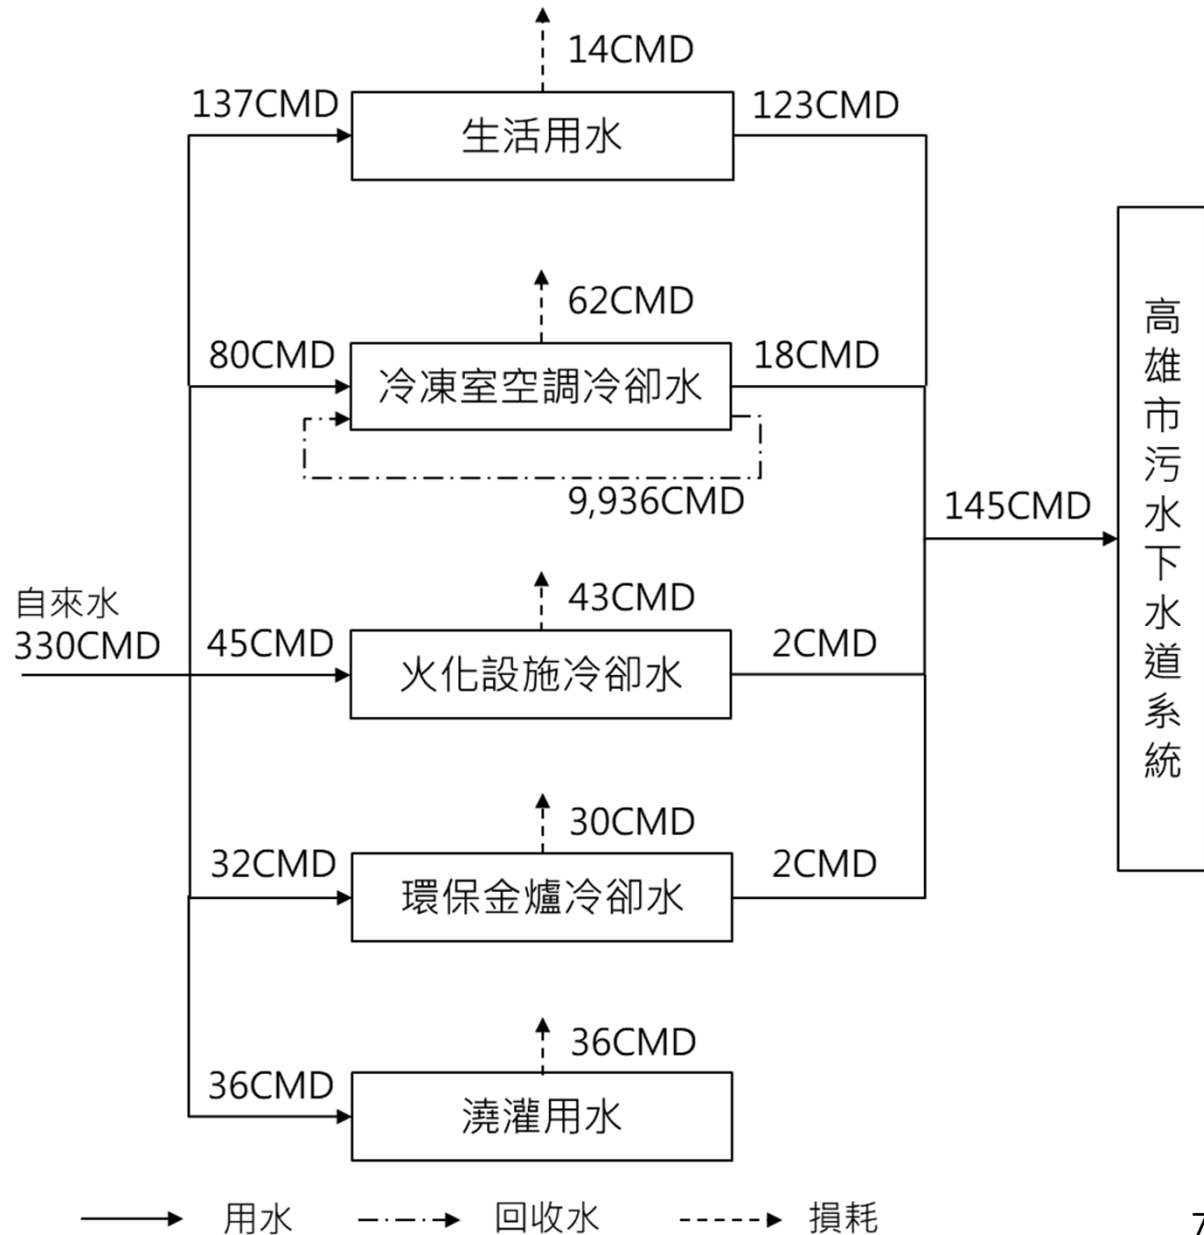 14CMD
137CMD
生活用水
123CMD
62CMD
80CMD
冷凍室空調冷卻水
18CMD
9,936CMD
自來水
330CMD
43CMD
45CMD
火化設施冷卻水
2CMD
30CMD
32CMD
環保金爐冷卻水
2CMD
36CMD
36CMD
澆灌用水
145CMD
高雄市污水下水道系統
用水
回收水
損耗
7